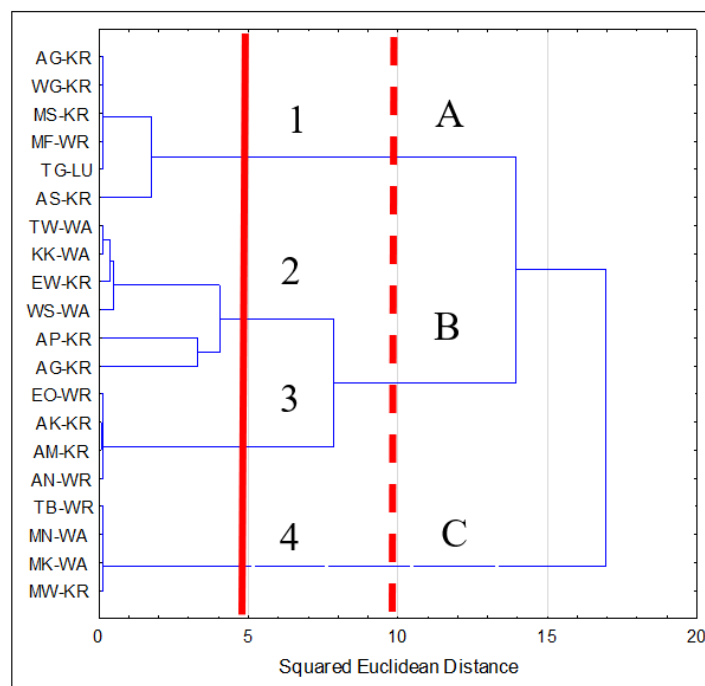 AG-KR
WG-KR
MS-KR
MF-WR
TG-LU
AS-KR
TW-WA
KK-WA
EW-KR
WS-WA
AP-KR
AG-KR
EO-WR
AK-KR
AM-KR
AN-WR
TB-WR
MN-WA
MK-WA
MW-KR
1 A
2
B
3
4 C
0 5 10 15 20
Squared Euclidean Distance